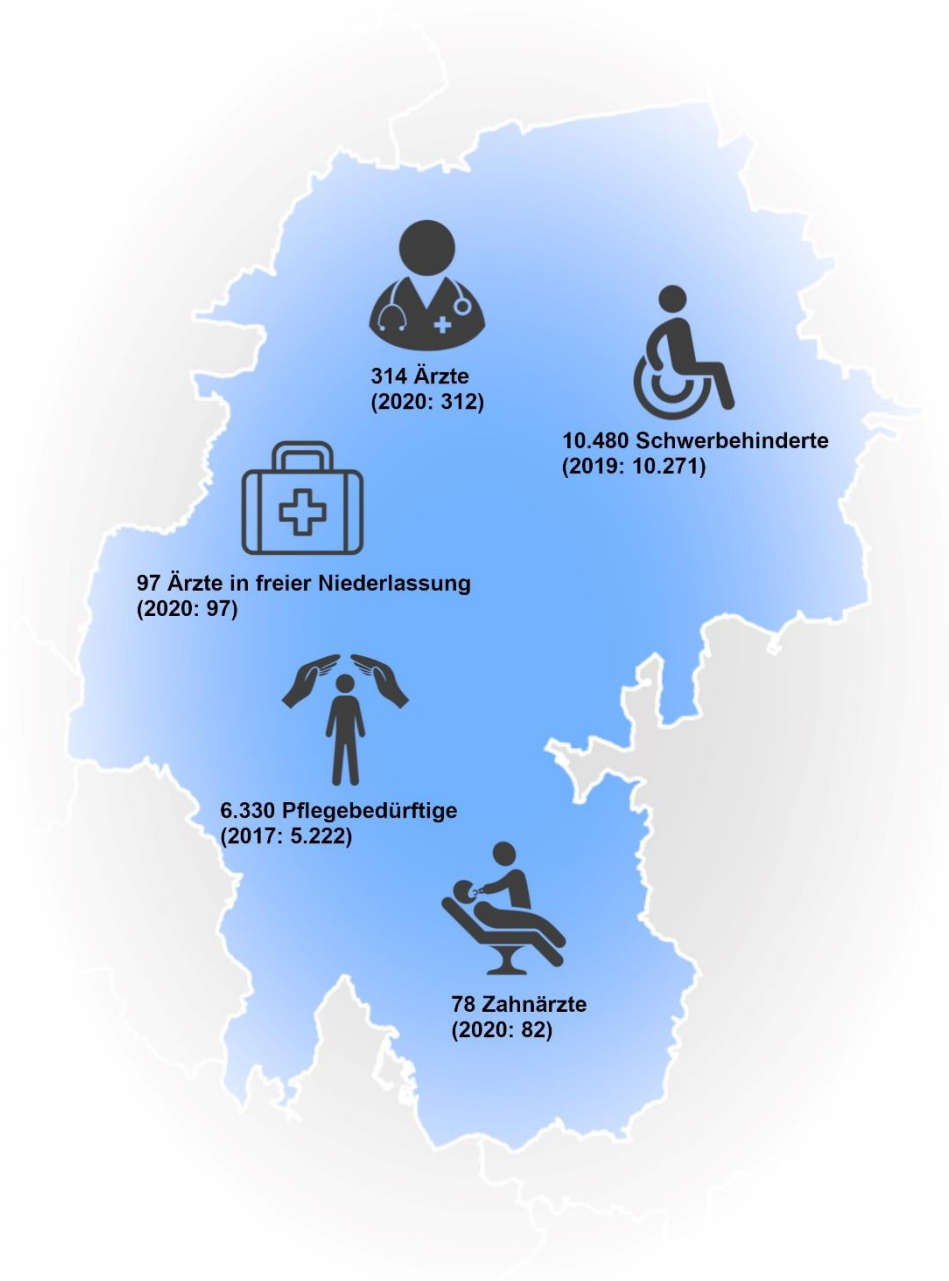 314 Ärzte
(2020: 312)
10.480 Schwerbehinderte
(2019: 10.271)
97 Ärzte in freier Niederlassung
(2020: 97)
6.330 Pflegebedürftige
(2017: 5.222)
78 Zahnärzte
(2020: 82)